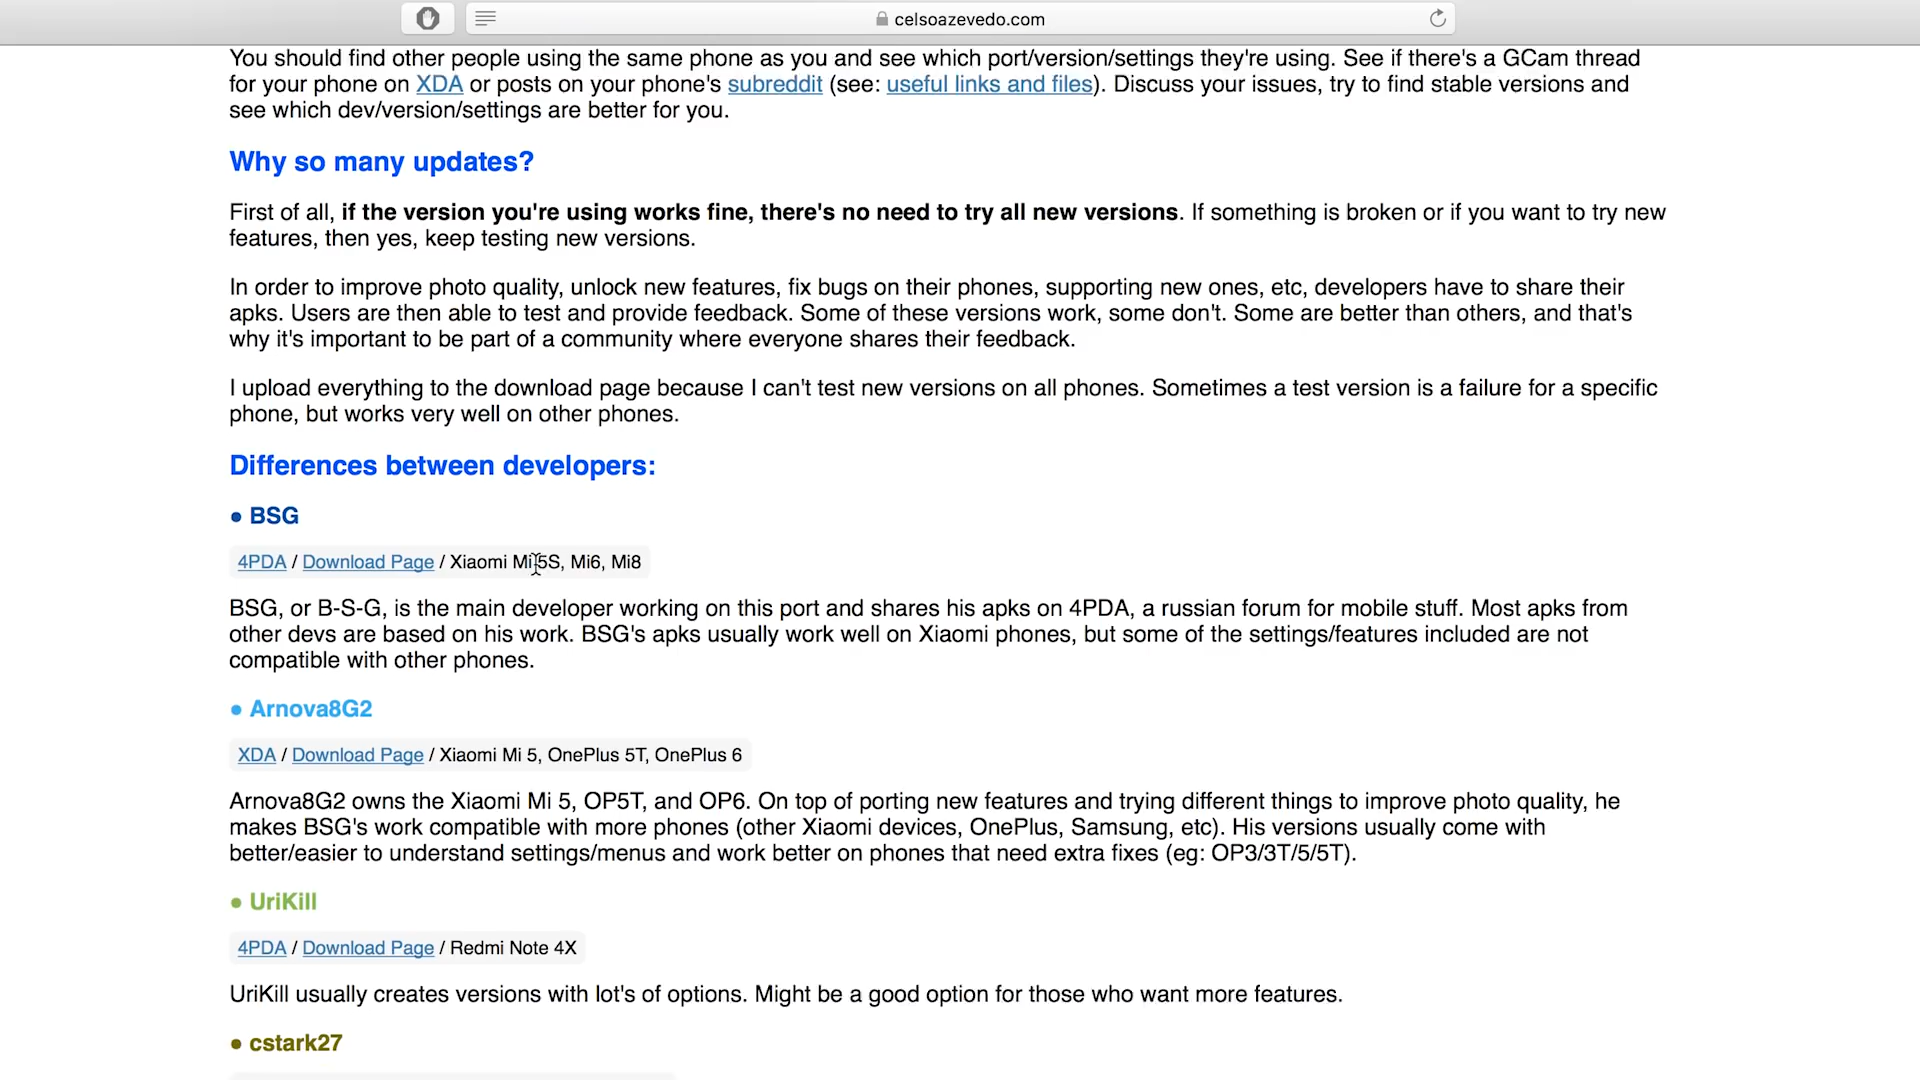 celsoazevedo.com
You should find other people using the same phone as you and see which port/version/settings they're using. See if there's a GCam thread
for your phone on XDA or posts on your phone's subreddit (see: useful links and files). Discuss your issues, try to find stable versions and
see which dev/version/settings are better for you.
Why so many updates?
First of all, if the version you're using works fine, there's no need to try all new versions. If something is broken or if you want to try new
features, then yes, keep testing new versions.
In order to improve photo quality, unlock new features, fix bugs on their phones, supporting new ones, etc, developers have to share their
apks. Users are then able to test and provide feedback. Some of these versions work, some don't. Some are better than others, and that's
why it's important to be part of a community where everyone shares their feedback.
I upload everything to the download page because I can't test new versions on all phones. Sometimes a test version is a failure for a specific
phone, but works very well on other phones.
Differences between developers:
• BSG
4PDA / Download Page / Xiaomi Mi 5S, Mi6, Mi8
BSG, or B-S-G, is the main developer working on this port and shares his apks on 4PDA, a russian forum for mobile stuff. Most apks from
other devs are based on his work. BSG's apks usually work well on Xiaomi phones, but some of the settings/features included are not
compatible with other phones.
• Arnova8G2
XDA / Download Page / Xiaomi Mi 5, OnePlus 5T, OnePlus 6
Arnova8G2 owns the Xiaomi Mi 5, OP5T, and OP6. On top of porting new features and trying different things to improve photo quality, he
makes BSG's work compatible with more phones (other Xiaomi devices, OnePlus, Samsung, etc). His versions usually come with
better/easier to understand settings/menus and work better on phones that need extra fixes (eg: OP3/3T/5/5T).
• UriKill
4PDA / Download Page / Redmi Note 4X
UriKill usually creates versions with lot's of options. Might be a good option for those who want more features.
• cstark27